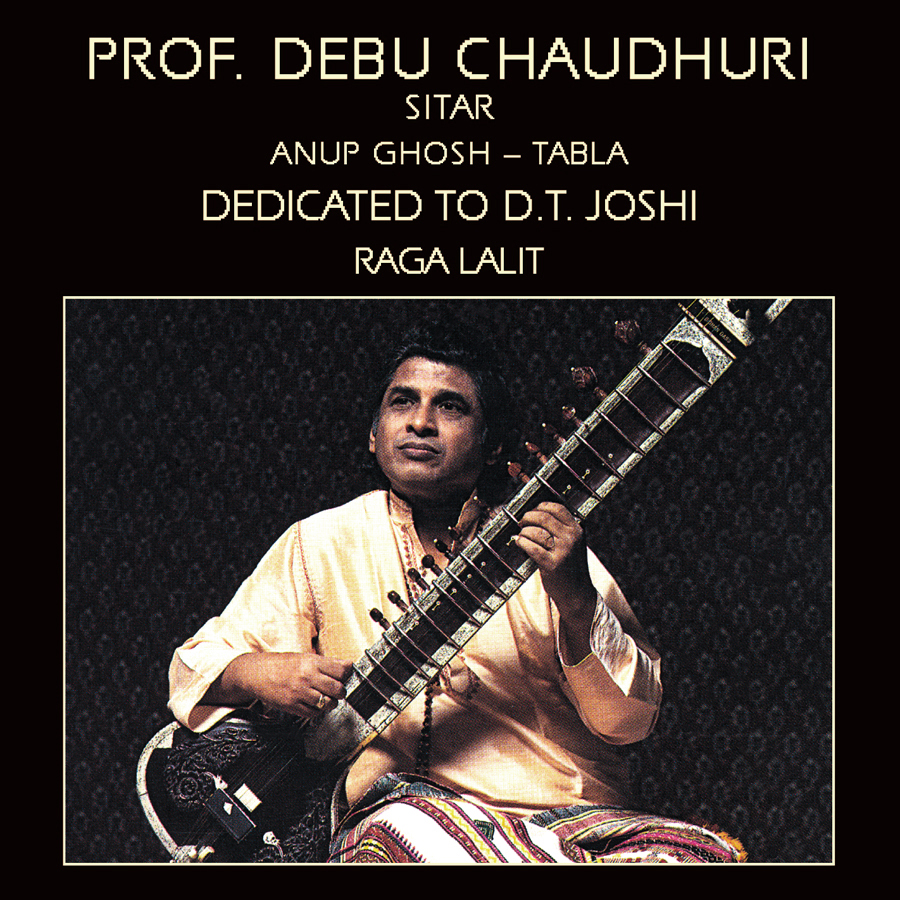 PROF. DEBU CHAUDHURI
SITAR
ANUP GHOSH – TABLA
DEDICATED TO D.T. JOSHI
RAGA LALIT